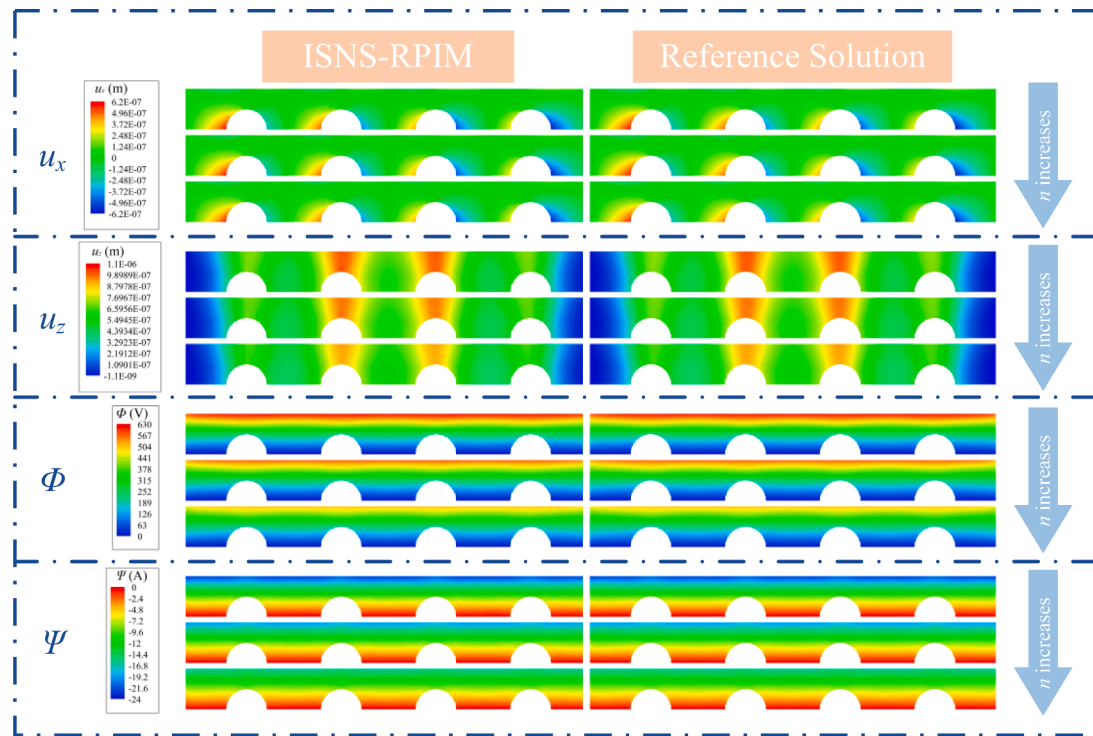 ISNS-RPIM
Reference Solution
u_x
u_x (m)
6.2E-07
4.96E-07
3.72E-07
2.48E-07
1.24E-07
0
-1.24E-07
-2.48E-07
-3.72E-07
-4.96E-07
-6.2E-07
n increases
u_z
u_z (m)
1.1E-06
9.8989E-07
8.7978E-07
7.6967E-07
6.5956E-07
5.4945E-07
4.3934E-07
3.2923E-07
2.1912E-07
1.0901E-07
-1.1E-09
n increases
Φ
Φ (V)
630
567
504
441
378
315
252
189
126
63
0
n increases
Ψ
Ψ (A)
0
-2.4
-4.8
-7.2
-9.6
-12
-14.4
-16.8
-19.2
-21.6
-24
n increases